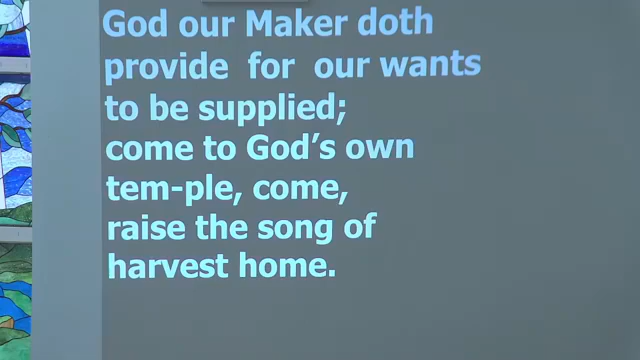 God our Maker doth
provide for our wants
to be supplied;
come to God's own
tem-ple, come,
raise the song of
harvest home.